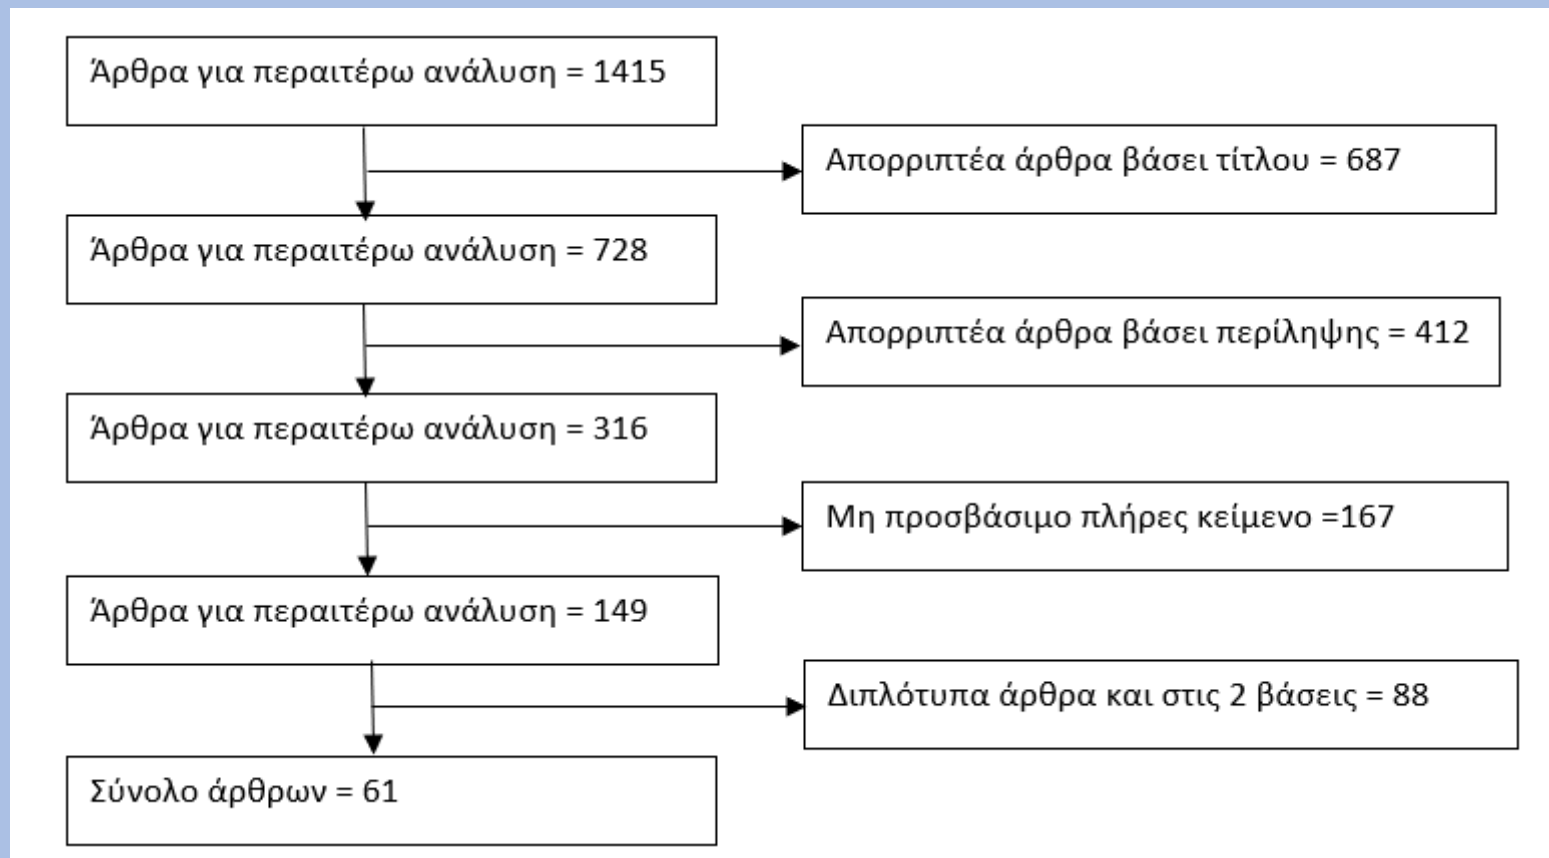 Άρθρα για περαιτέρω ανάλυση = 1415
Απορριπτέα άρθρα βάσει τίτλου = 687
Άρθρα για περαιτέρω ανάλυση = 728
Απορριπτέα άρθρα βάσει περίληψης = 412
Άρθρα για περαιτέρω ανάλυση = 316
Μη προσβάσιμο πλήρες κείμενο =167
Άρθρα για περαιτέρω ανάλυση = 149
Διπλότυπα άρθρα και στις 2 βάσεις = 88
Σύνολο άρθρων = 61